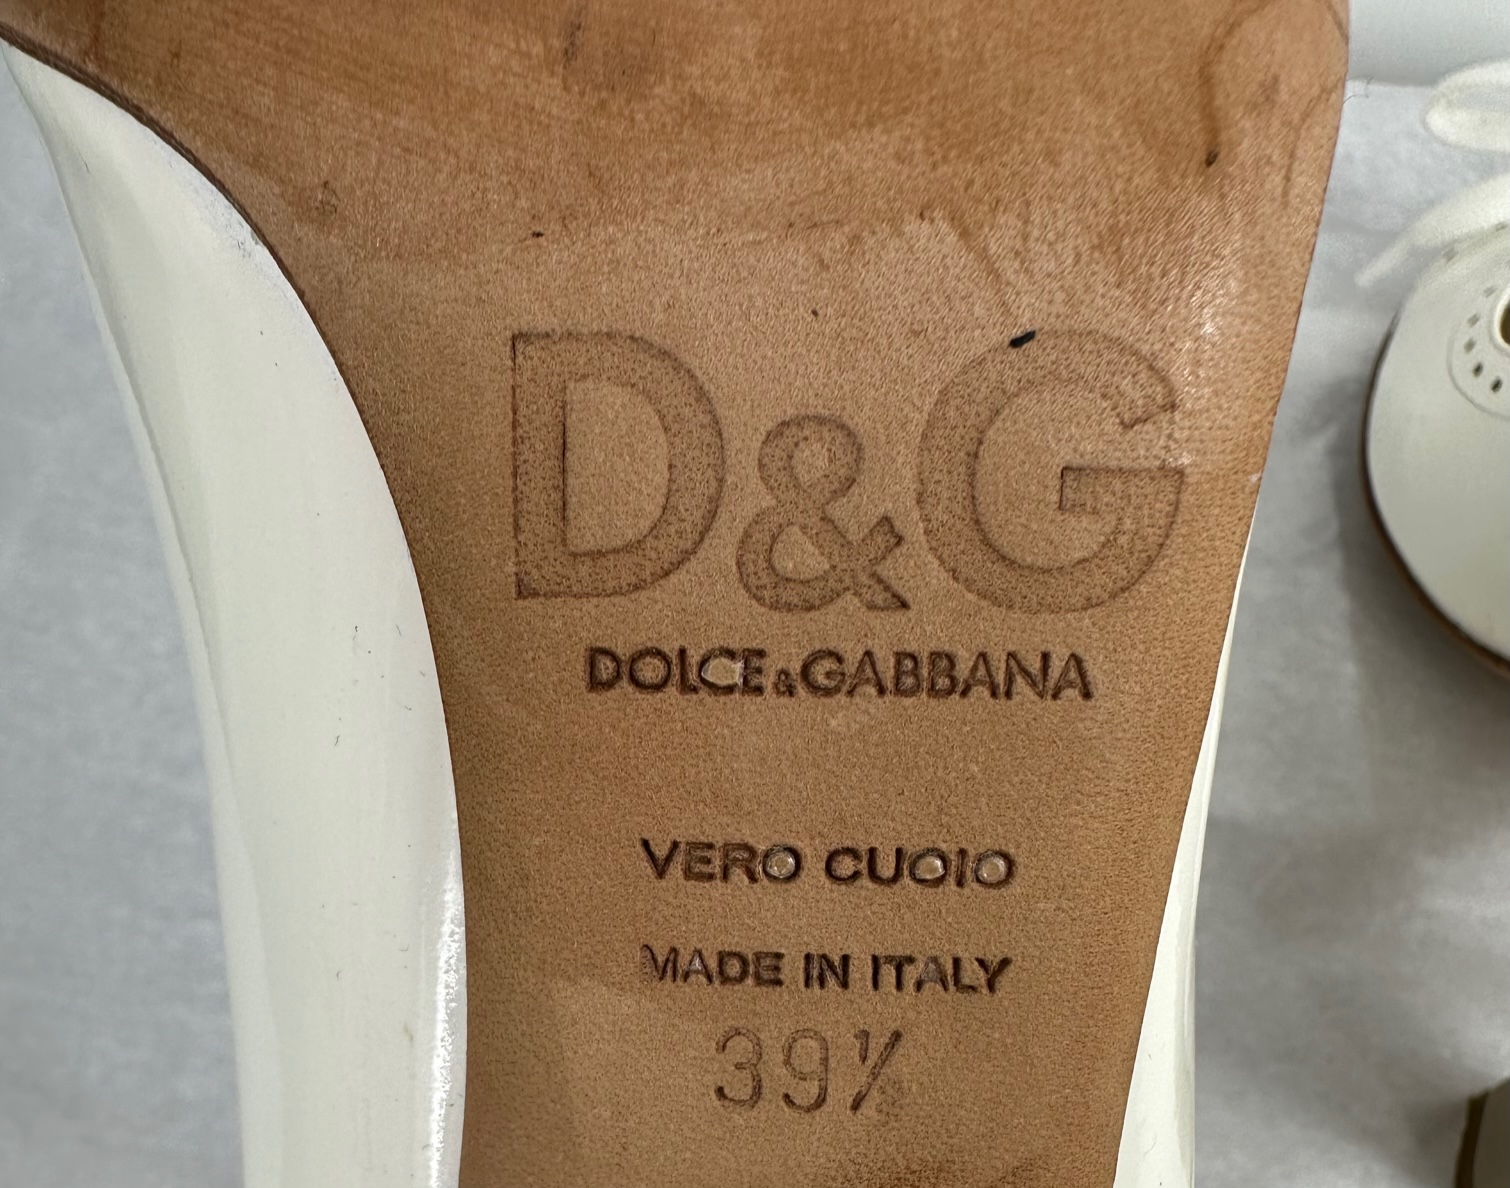 D&G
DOLCE&GABBANA
VERO CUOIO
MADE IN ITALY
39½